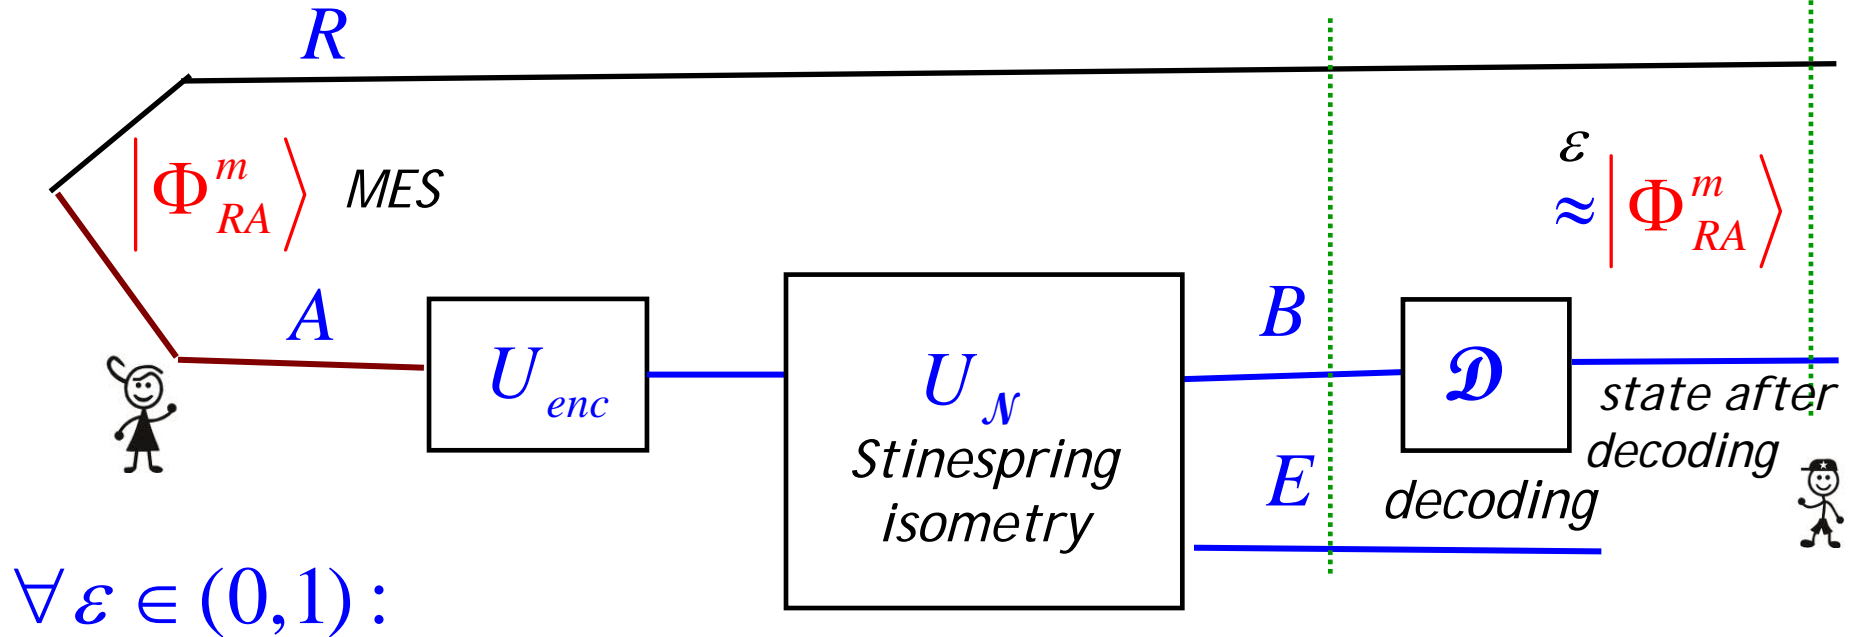 R
|Φ^m_RA⟩ MES
ε
≈|Φ^m_RA⟩
A
U_enc
U_𝒩
Stinespring
isometry
B
𝒟
state after
decoding
E
decoding
∀ε ∈ (0,1) :